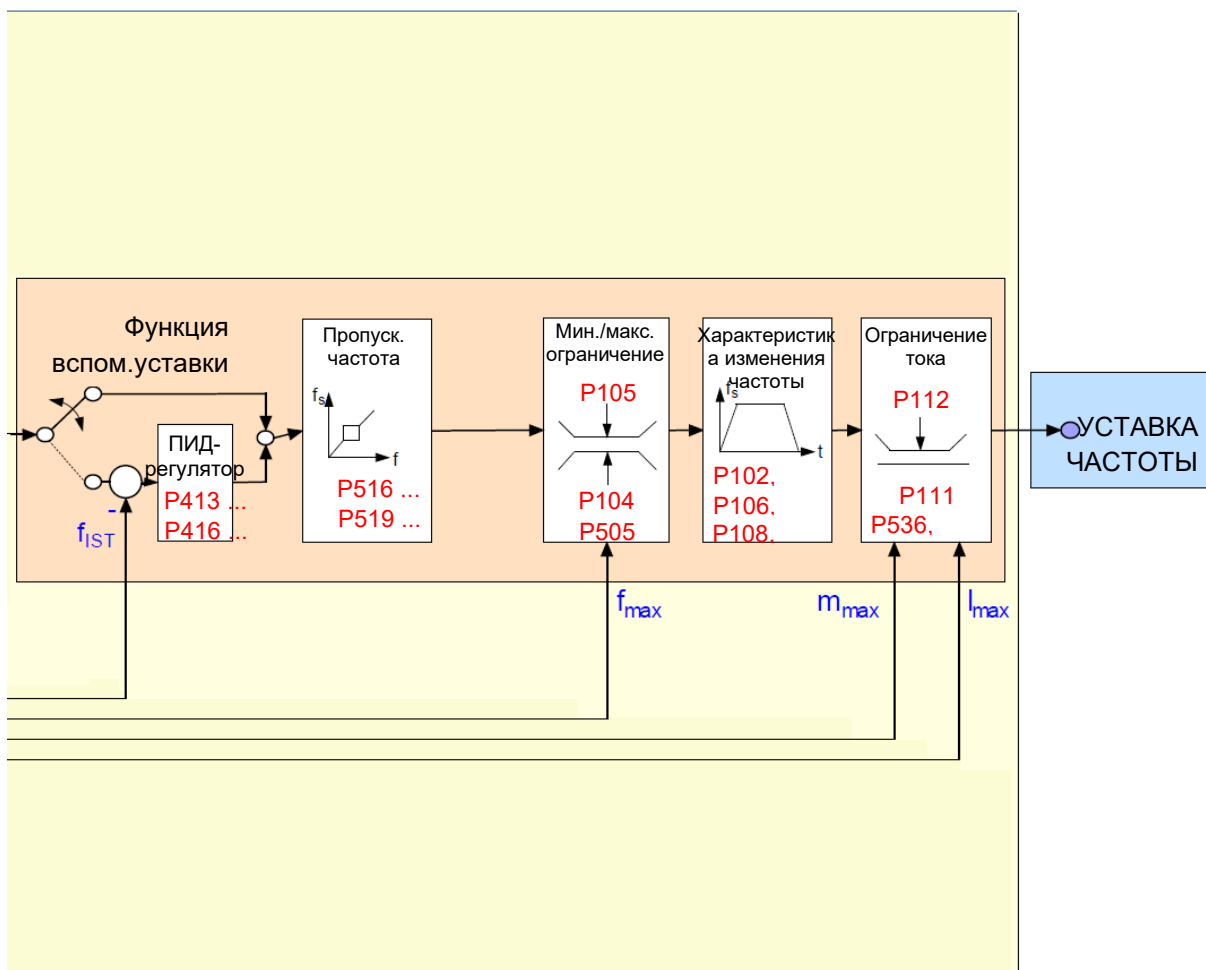 Функция
вспом.уставки
ПИД-
регулятор
P413 ...
P416 ...
-
fIST
Пропуск.
частота
fs
f
P516 ...
P519 ...
Мин./макс.
ограничение
P105
P104
P505
Характеристик
а изменения
частоты
fs
t
P102,
P106,
P108,
Ограничение
тока
P112
P111
P536,
fmax
mmax
Imax
УСТАВКА
ЧАСТОТЫ